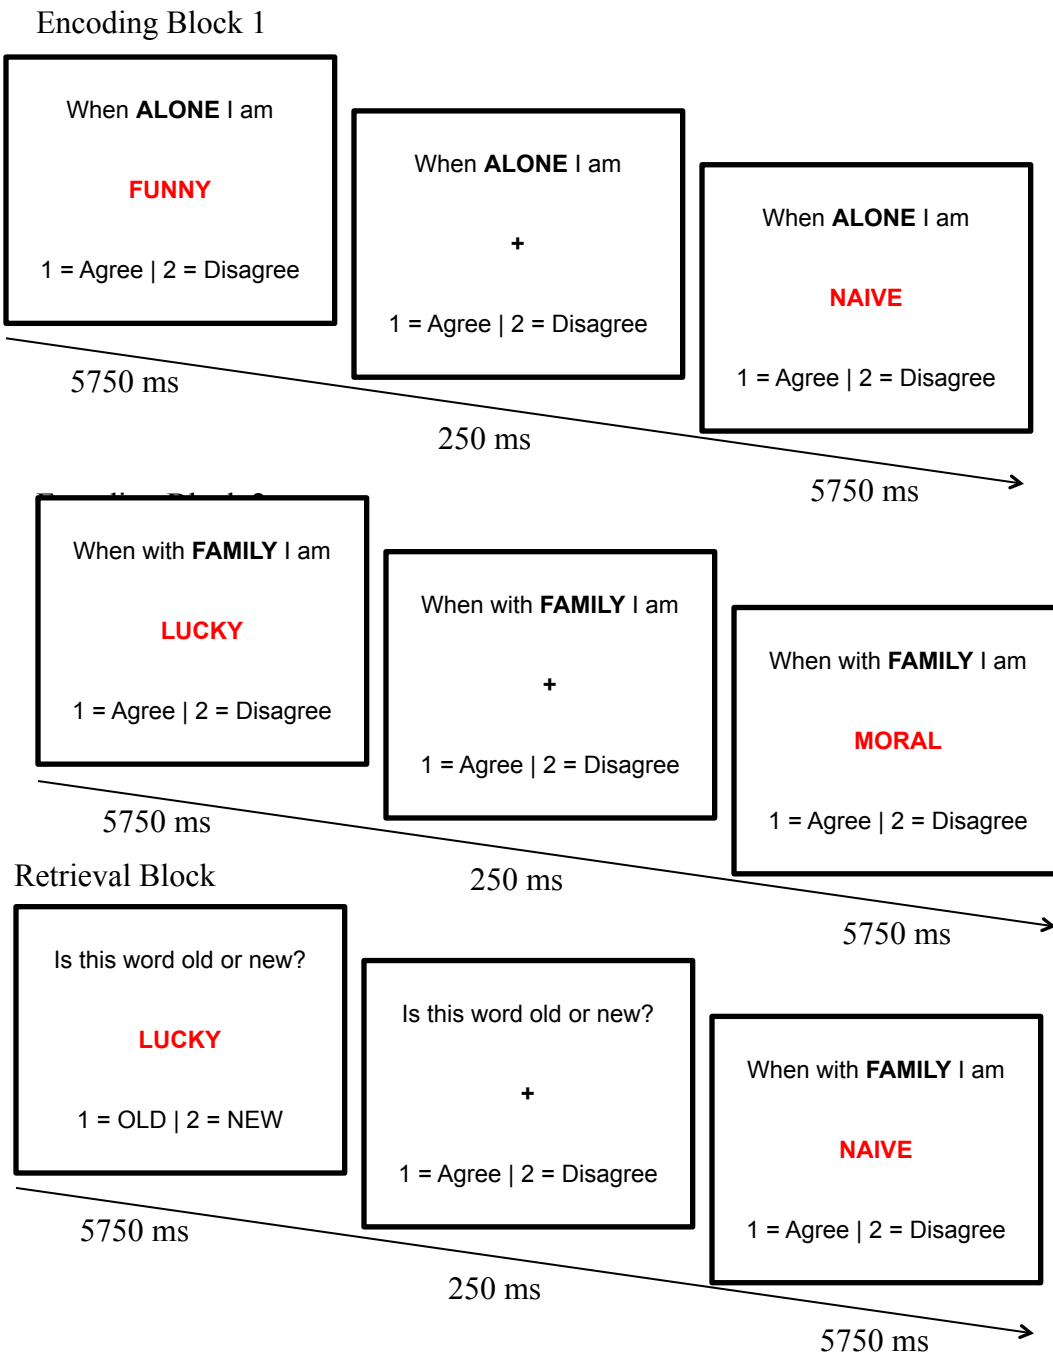 Encoding Block 1
When ALONE I am
FUNNY
1 = Agree | 2 = Disagree
5750 ms
When ALONE I am
+
1 = Agree | 2 = Disagree
250 ms
When ALONE I am
NAIVE
1 = Agree | 2 = Disagree
5750 ms
Encoding Block 2
When with FAMILY I am
LUCKY
1 = Agree | 2 = Disagree
5750 ms
When with FAMILY I am
+
1 = Agree | 2 = Disagree
250 ms
When with FAMILY I am
MORAL
1 = Agree | 2 = Disagree
5750 ms
Retrieval Block
Is this word old or new?
LUCKY
1 = OLD | 2 = NEW
5750 ms
Is this word old or new?
+
1 = Agree | 2 = Disagree
250 ms
When with FAMILY I am
NAIVE
1 = Agree | 2 = Disagree
5750 ms